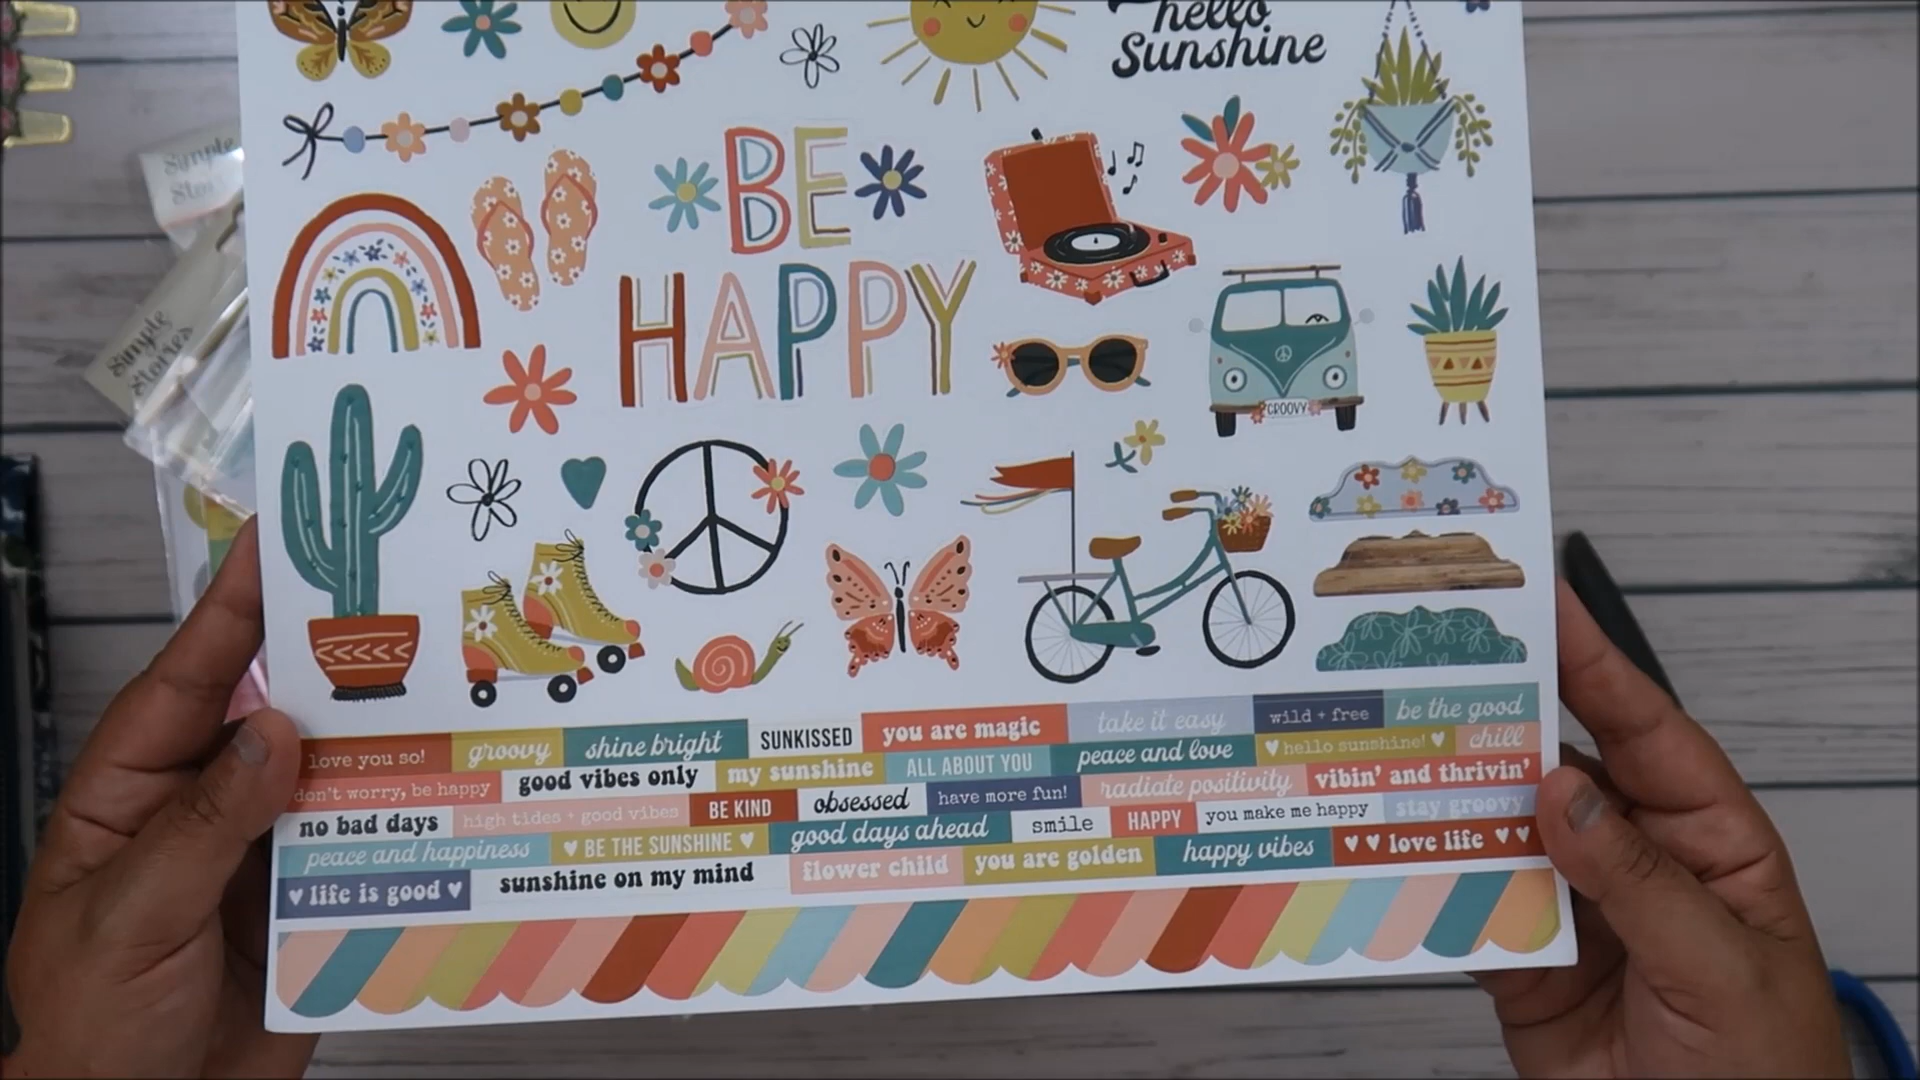 hello
Sunshine
Simple
BE
HAPPY
Simple
Stories
GROOVY
love you so!
groovy
shine bright
SUNKISSED
you are magic
take it easy
wild + free
be the good
don't worry, be happy
good vibes only
my sunshine
ALL ABOUT YOU
peace and love
hello sunshine!
chill
no bad days
high tides + good vibes
BE KIND
obsessed
have more fun!
radiate positivity
vibin' and thrivin'
peace and happiness
BE THE SUNSHINE
good days ahead
smile
HAPPY
you make me happy
stay groovy
life is good
sunshine on my mind
flower child
you are golden
happy vibes
love life